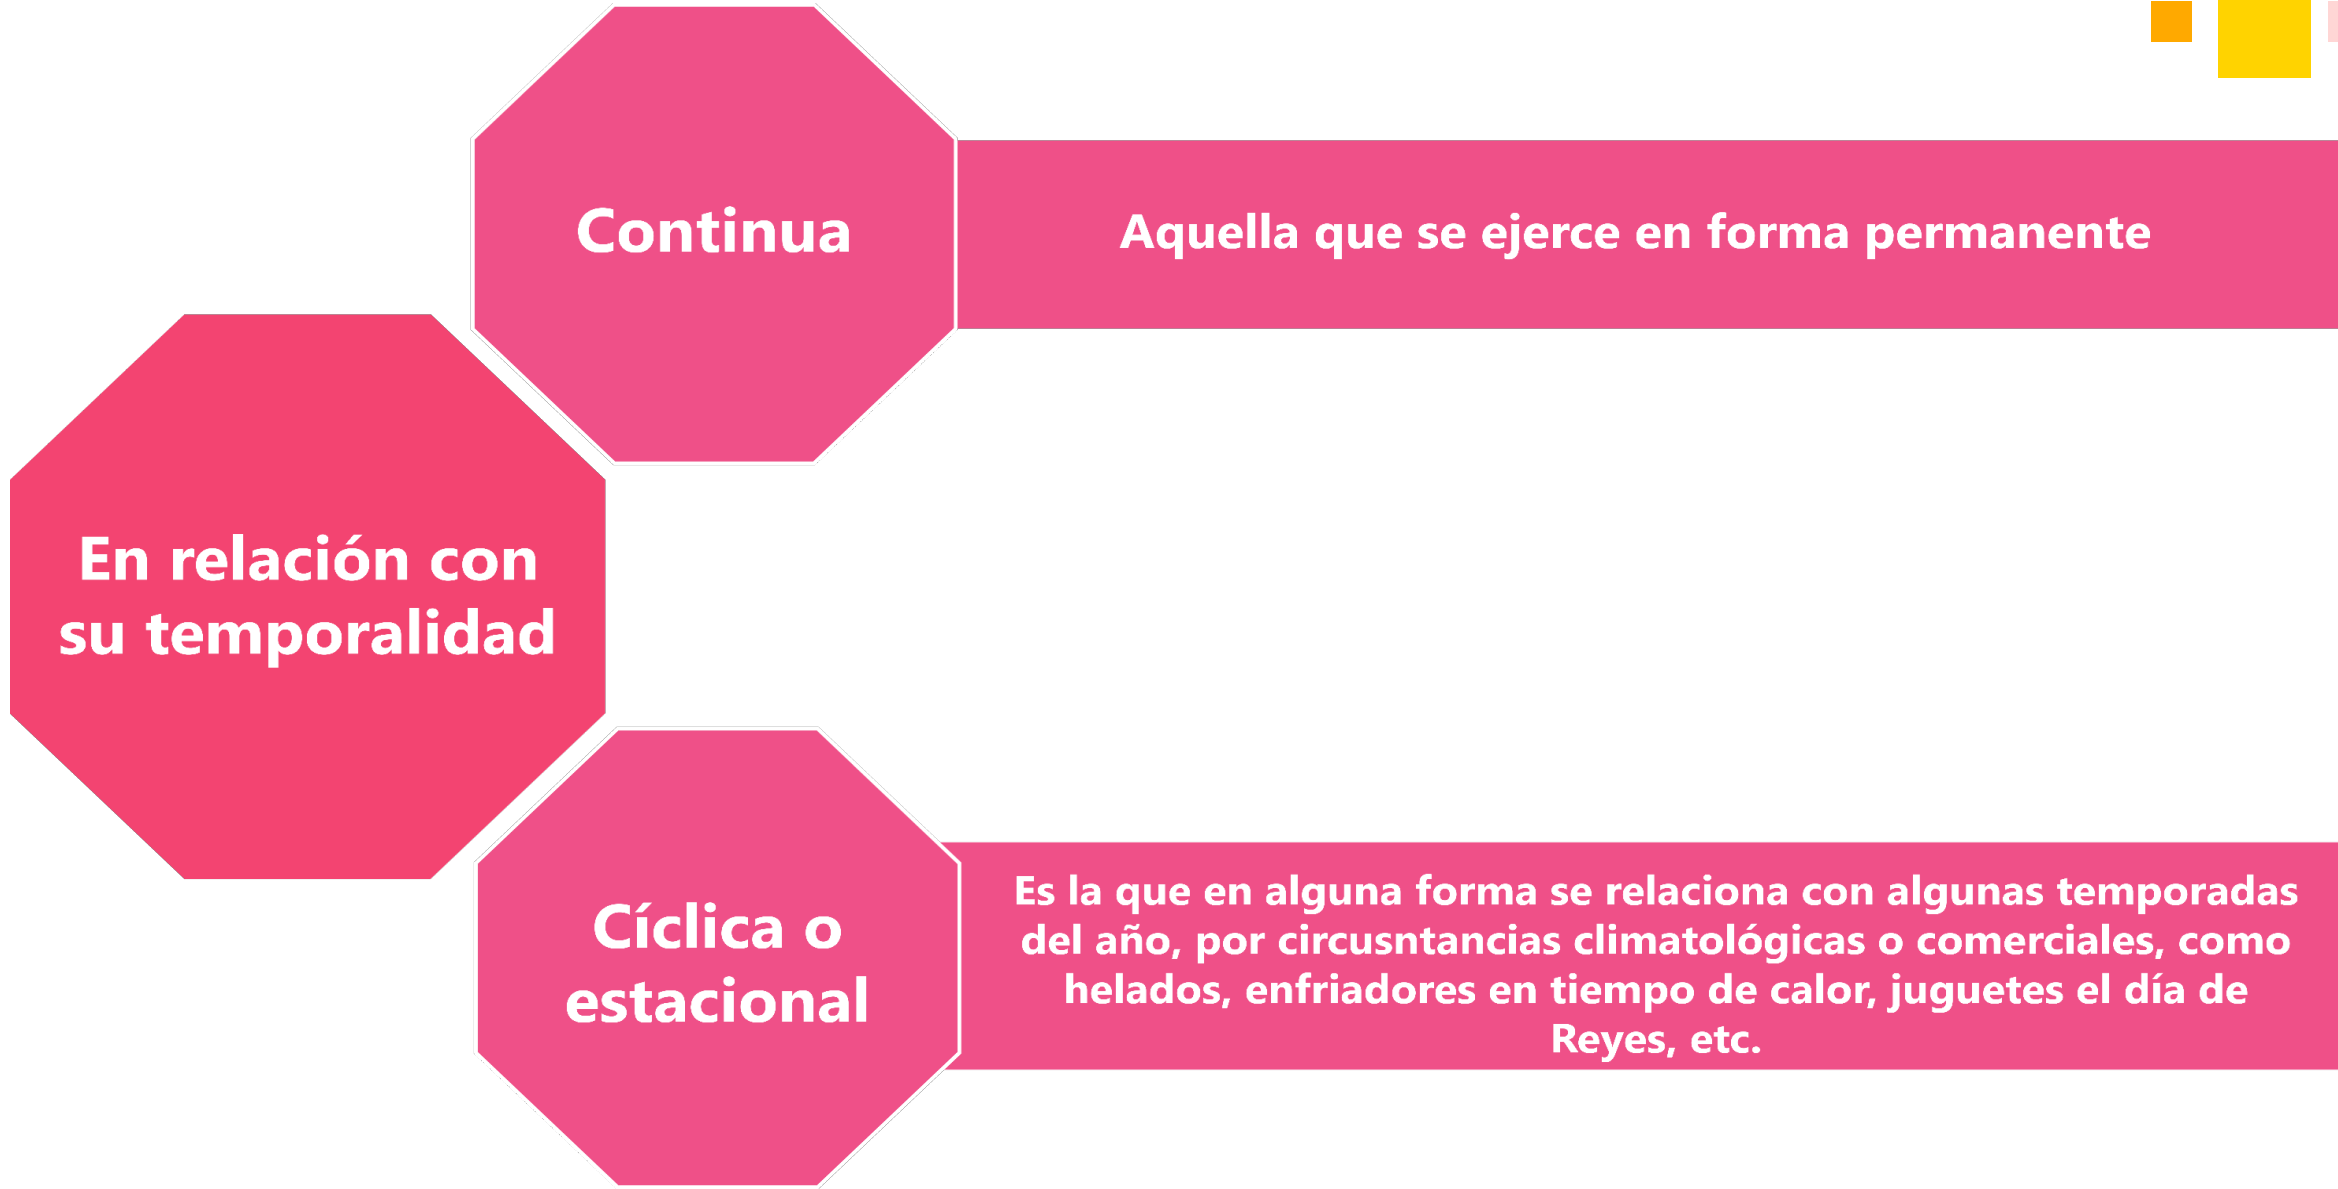 Continua
Aquella que se ejerce en forma permanente
En relación con
su temporalidad
Cíclica o
estacional
Es la que en alguna forma se relaciona con algunas temporadas
del año, por circusntancias climatológicas o comerciales, como
helados, enfriadores en tiempo de calor, juguetes el día de
Reyes, etc.